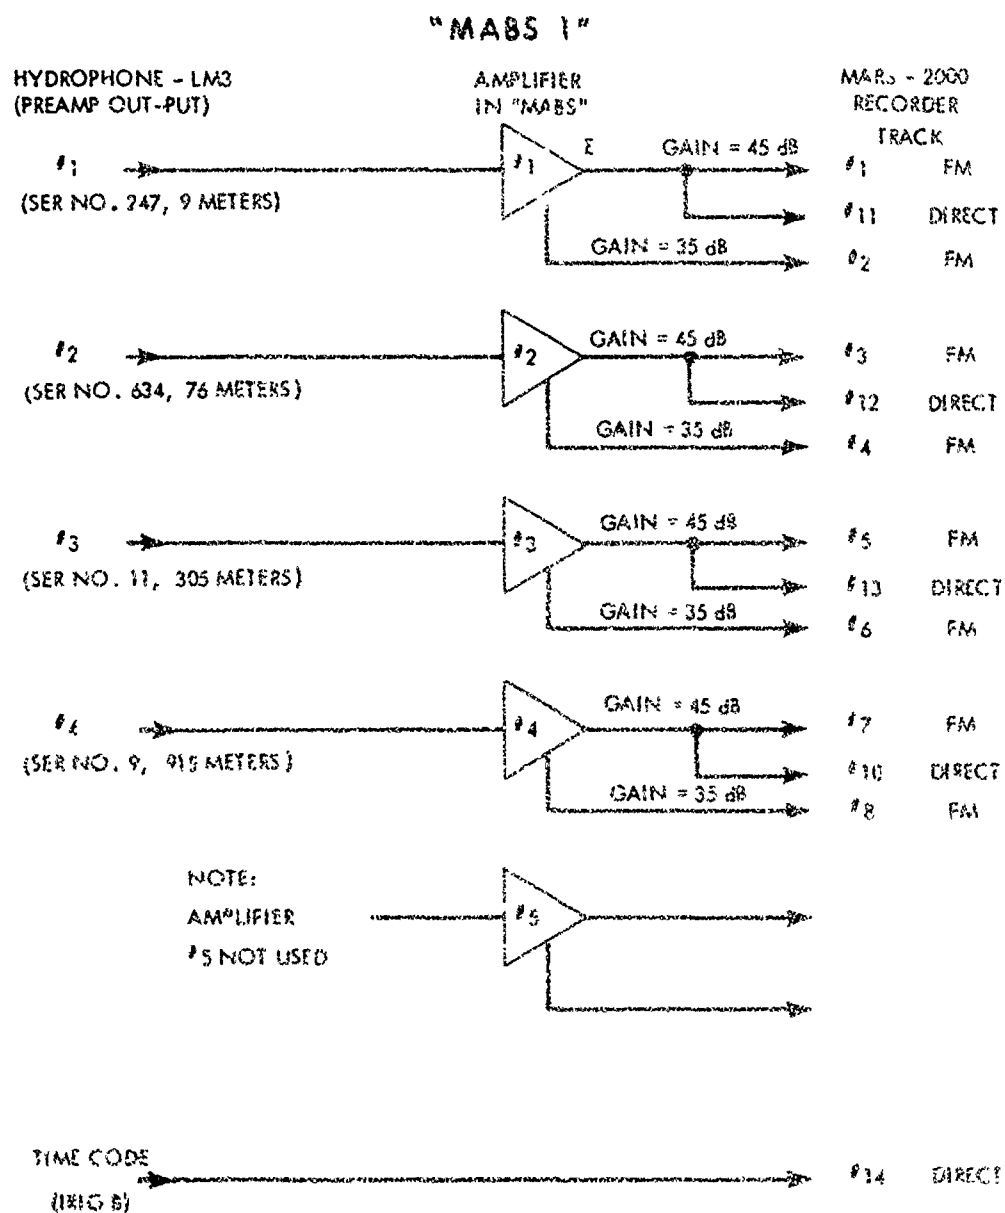 "MABS 1"
HYDROPHONE - LM3
(PREAMP OUT-PUT)
AMPLIFIER
IN "MABS"
MARS - 2000
RECORDER
TRACK
#1
#1
Σ
GAIN = 45 dB
#1 FM
(SER NO. 247, 9 METERS)
#11 DIRECT
GAIN = 35 dB
#2 FM
#2
#2
GAIN = 45 dB
#3 FM
(SER NO. 634, 76 METERS)
#12 DIRECT
GAIN = 35 dB
#4 FM
#3
#3
GAIN = 45 dB
#5 FM
(SER NO. 11, 305 METERS)
#13 DIRECT
GAIN = 35 dB
#6 FM
#4
#4
GAIN = 45 dB
#7 FM
(SER NO. 9, 915 METERS)
#10 DIRECT
GAIN = 35 dB
#8 FM
NOTE:
AMPLIFIER
#5 NOT USED
#5
TIME CODE
(IRIG B)
#14 DIRECT